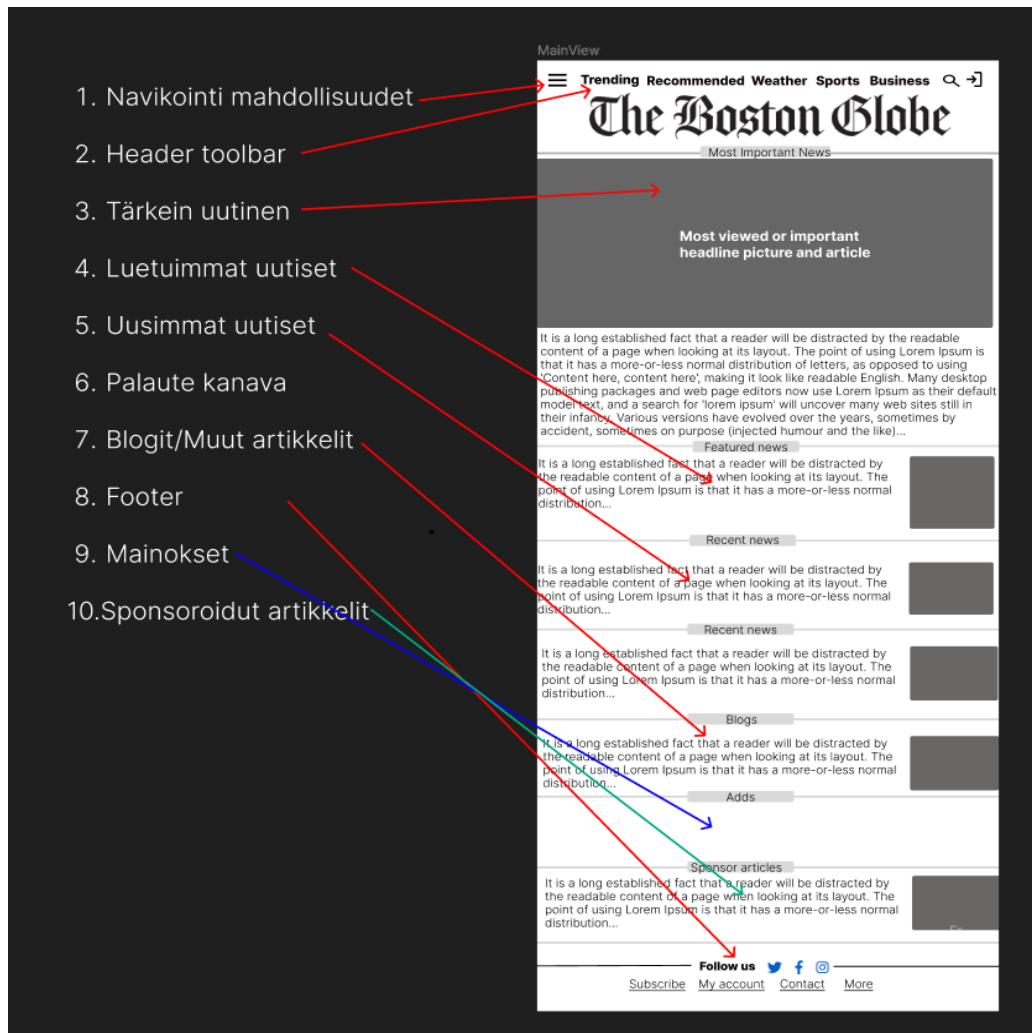 MainView
1. Navikointi mahdollisuudet
2. Header toolbar
3. Tärkein uutinen
4. Luetuimmat uutiset
5. Uusimmat uutiset
6. Palaute kanava
7. Blogit/Muut artikkelit
8. Footer
9. Mainokset
10.Sponsoroidut artikkelit
Trending Recommended Weather Sports Business
The Boston Globe
Most Important News
Most viewed or important
headline picture and article
It is a long established fact that a reader will be distracted by the readable
content of a page when looking at its layout. The point of using Lorem Ipsum is
that it has a more-or-less normal distribution of letters, as opposed to using
'Content here, content here', making it look like readable English. Many desktop
publishing packages and web page editors now use Lorem Ipsum as their default
model text, and a search for 'lorem ipsum' will uncover many web sites still in
their infancy. Various versions have evolved over the years, sometimes by
accident, sometimes on purpose (injected humour and the like)...
Featured news
It is a long established fact that a reader will be distracted by
the readable content of a page when looking at its layout. The
point of using Lorem Ipsum is that it has a more-or-less normal
distribution...
Recent news
It is a long established fact that a reader will be distracted by
the readable content of a page when looking at its layout. The
point of using Lorem Ipsum is that it has a more-or-less normal
distribution...
Recent news
It is a long established fact that a reader will be distracted by
the readable content of a page when looking at its layout. The
point of using Lorem Ipsum is that it has a more-or-less normal
distribution...
Blogs
It is a long established fact that a reader will be distracted by
the readable content of a page when looking at its layout. The
point of using Lorem Ipsum is that it has a more-or-less normal
distribution...
Adds
Sponsor articles
It is a long established fact that a reader will be distracted by
the readable content of a page when looking at its layout. The
point of using Lorem Ipsum is that it has a more-or-less normal
distribution...
Follow us
Subscribe My account Contact More